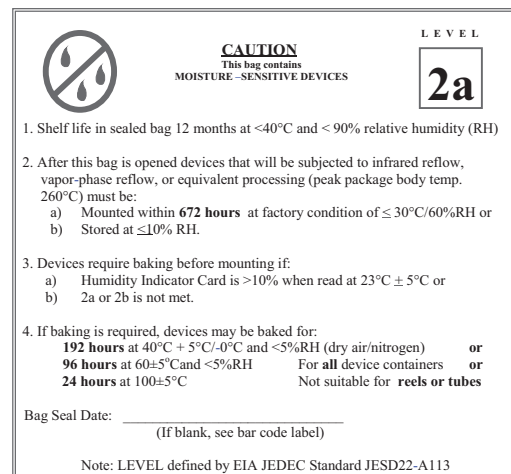 LEVEL
CAUTION
This bag contains
MOISTURE –SENSITIVE DEVICES
2a
1. Shelf life in sealed bag 12 months at <40°C and < 90% relative humidity (RH)
2. After this bag is opened devices that will be subjected to infrared reflow,
vapor-phase reflow, or equivalent processing (peak package body temp.
260°C) must be:
a) Mounted within 672 hours at factory condition of ≤ 30°C/60%RH or
b) Stored at ≤10% RH.
3. Devices require baking before mounting if:
a) Humidity Indicator Card is >10% when read at 23°C ± 5°C or
b) 2a or 2b is not met.
4. If baking is required, devices may be baked for:
192 hours at 40°C + 5°C/-0°C and <5%RH (dry air/nitrogen) or
96 hours at 60±5°Cand <5%RH For all device containers or
24 hours at 100±5°C Not suitable for reels or tubes
Bag Seal Date: ______________________________
(If blank, see bar code label)
Note: LEVEL defined by EIA JEDEC Standard JESD22-A113